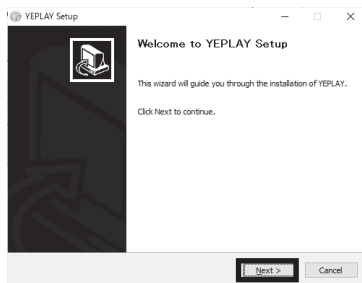 YEPLAY Setup
Welcome to YEPLAY Setup
This wizard will guide you through the installation of YEPLAY.
Click Next to continue.
Next >
Cancel